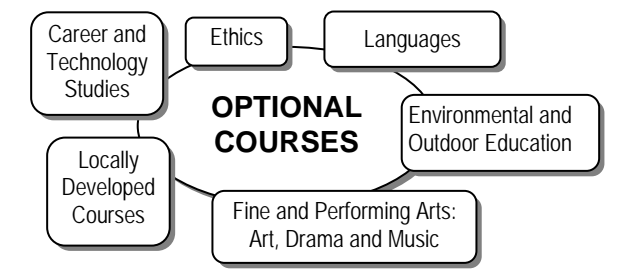 Career and
Technology
Studies
Ethics
Languages
OPTIONAL
COURSES
Environmental and
Outdoor Education
Locally
Developed
Courses
Fine and Performing Arts:
Art, Drama and Music